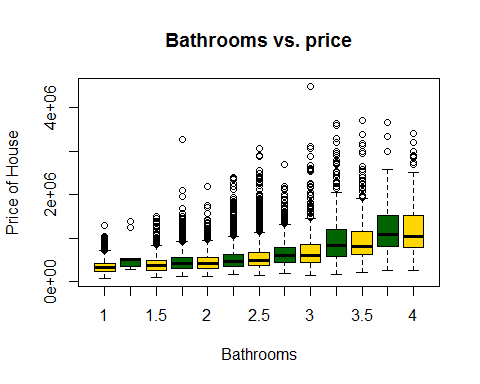 Bathrooms vs. price
Price of House
4e+06
2e+06
0e+00
1 1.5 2 2.5 3 3.5 4
Bathrooms